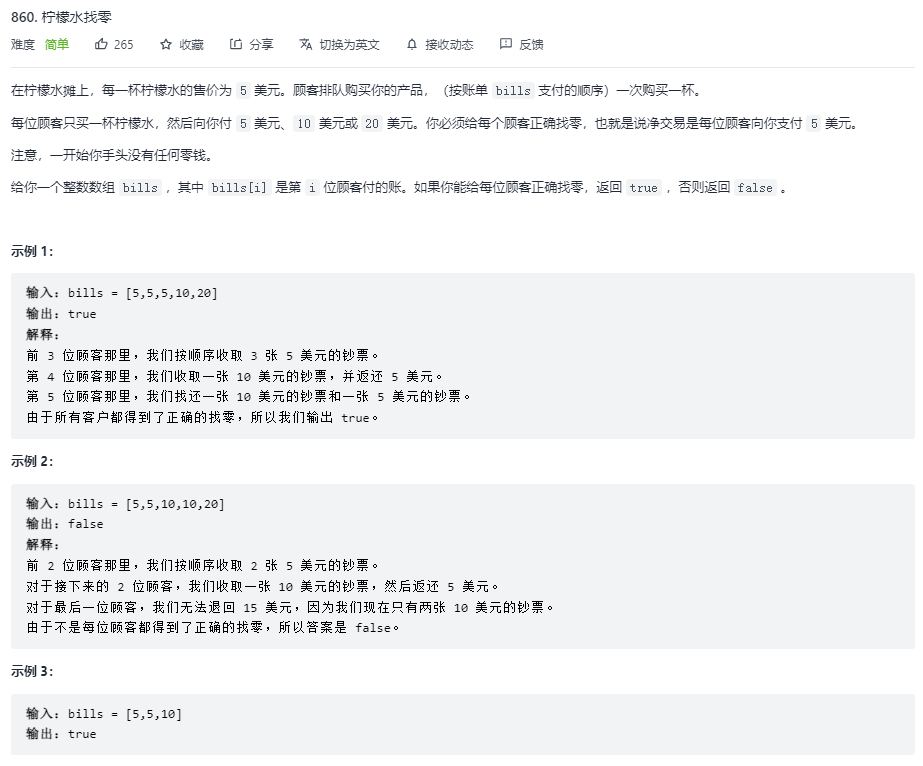 860. 柠檬水找零
难度 简单 265 收藏 分享 切换为英文 接收动态 反馈
在柠檬水摊上，每一杯柠檬水的售价为 5 美元。顾客排队购买你的产品，（按账单 bills 支付的顺序）一次购买一杯。
每位顾客只买一杯柠檬水，然后向你付 5 美元、10 美元或 20 美元。你必须给每个顾客正确找零，也就是说净交易是每位顾客向你支付 5 美元。
注意，一开始你手头没有任何零钱。
给你一个整数数组 bills ，其中 bills[i] 是第 i 位顾客付的账。如果你能给每位顾客正确找零，返回 true ，否则返回 false 。
示例 1：
输入：bills = [5,5,5,10,20]
输出：true
解释：
前 3 位顾客那里，我们按顺序收取 3 张 5 美元的钞票。
第 4 位顾客那里，我们收取一张 10 美元的钞票，并返还 5 美元。
第 5 位顾客那里，我们找还一张 10 美元的钞票和一张 5 美元的钞票。
由于所有客户都得到了正确的找零，所以我们输出 true。
示例 2：
输入：bills = [5,5,10,10,20]
输出：false
解释：
前 2 位顾客那里，我们按顺序收取 2 张 5 美元的钞票。
对于接下来的 2 位顾客，我们收取一张 10 美元的钞票，然后返还 5 美元。
对于最后一位顾客，我们无法退回 15 美元，因为我们现在只有两张 10 美元的钞票。
由于不是每位顾客都得到了正确的找零，所以答案是 false。
示例 3：
输入：bills = [5,5,10]
输出：true